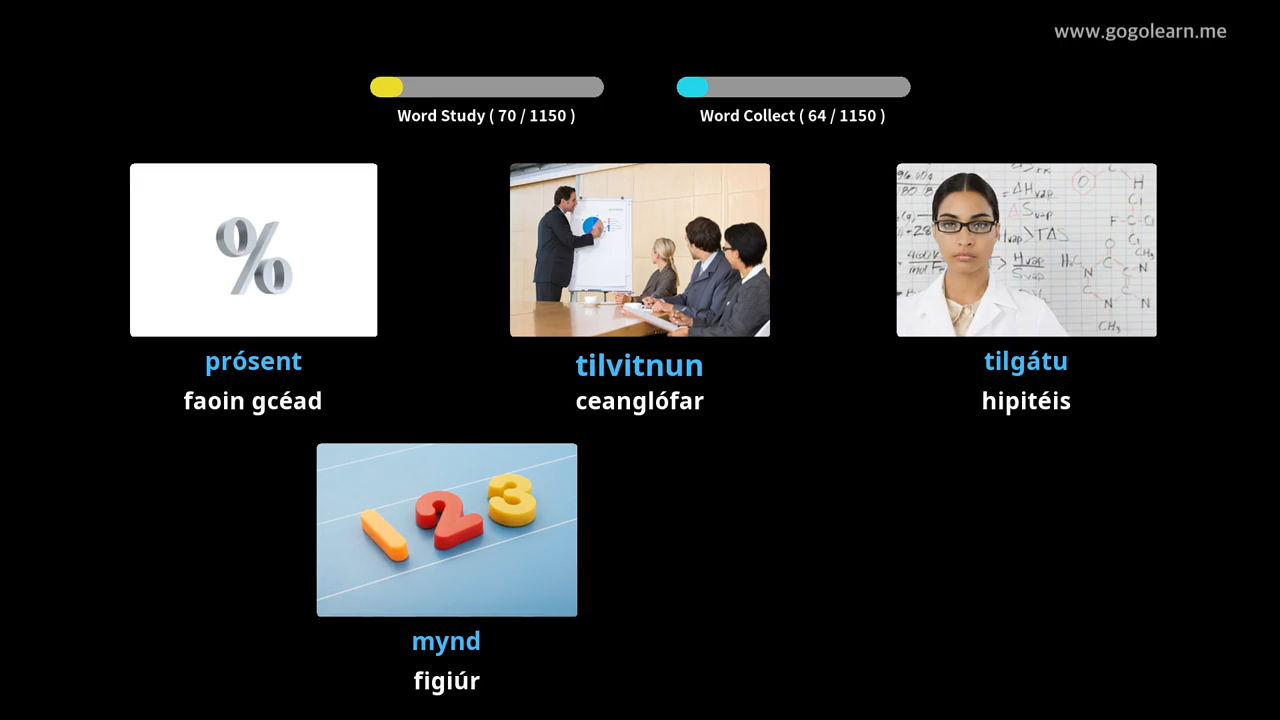 www.gogolearn.me
Word Study ( 70 / 1150 )
Word Collect ( 64 / 1150 )
prósent
faoin gcéad
tilvitnun
ceanglófar
tilgátu
hipitéis
mynd
figiúr